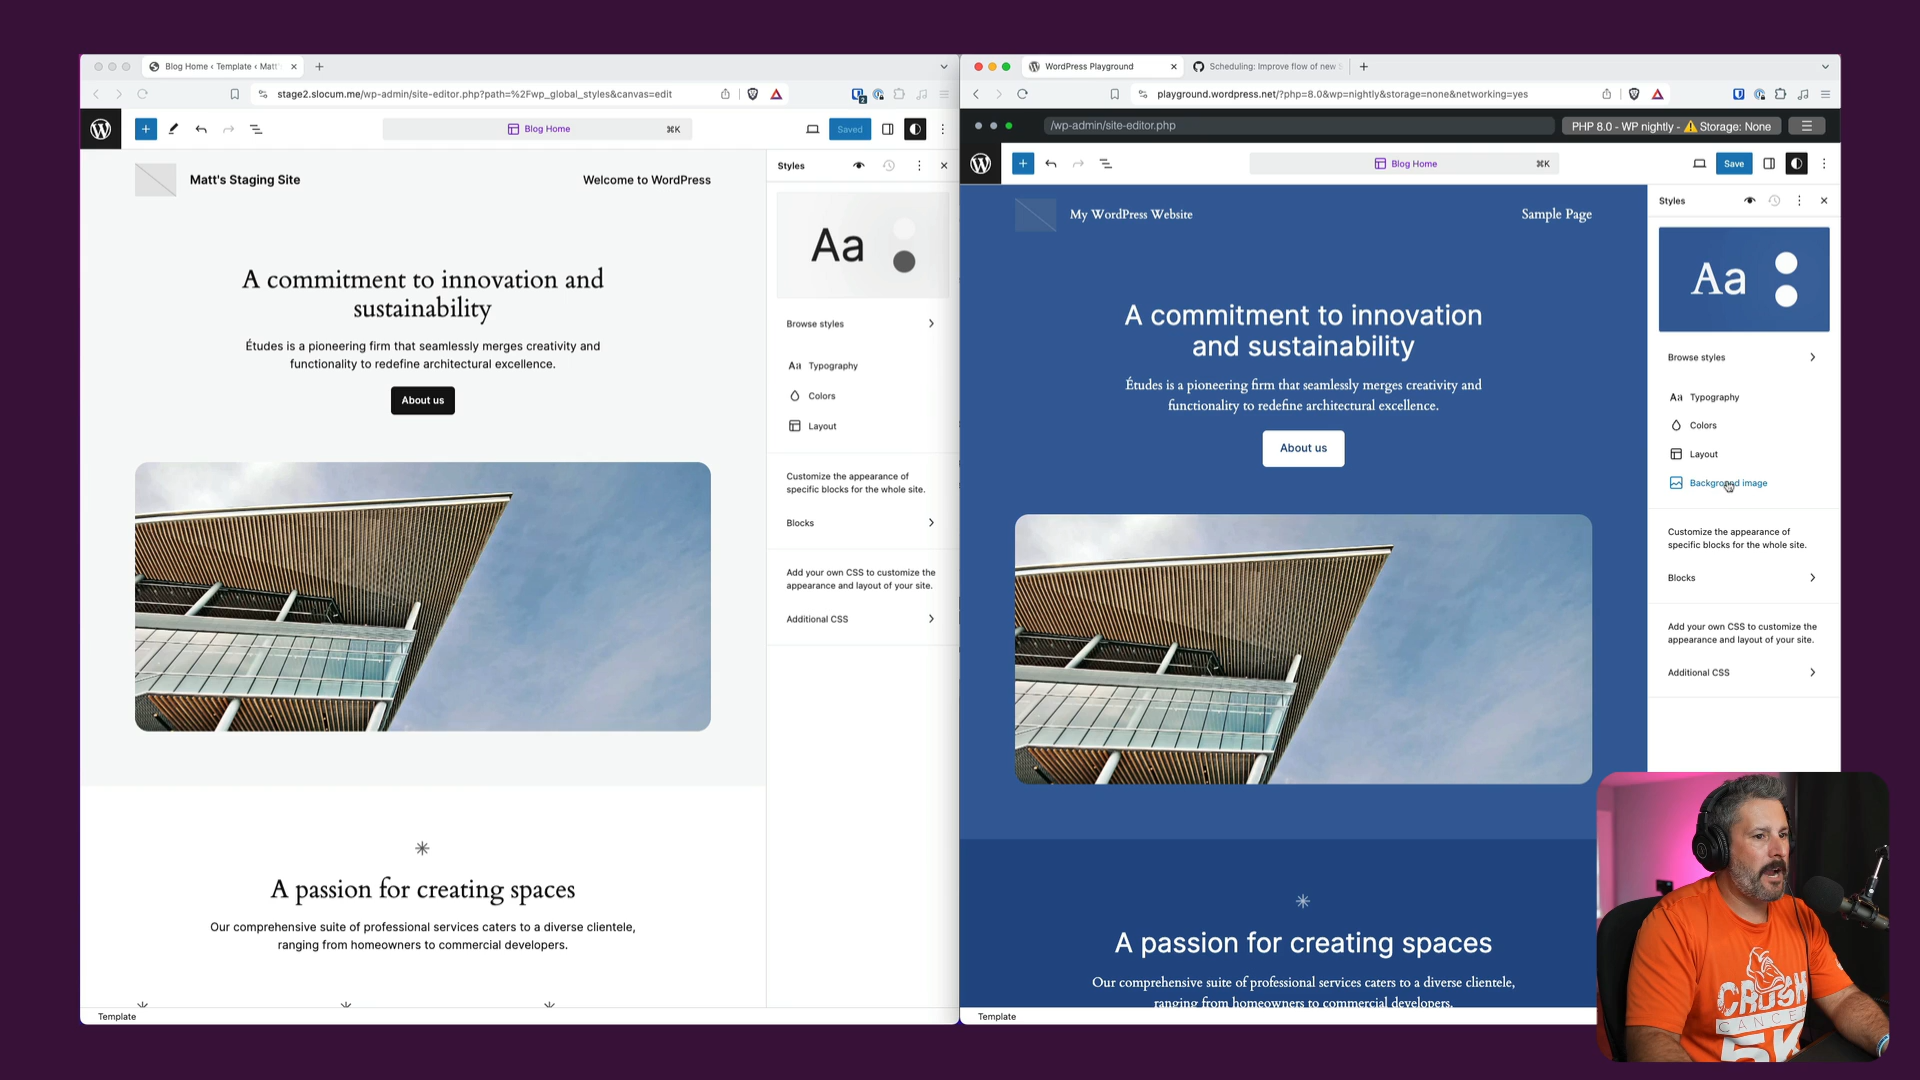 Blog Home ‹ Template ‹ Matt
stage2.slocum.me/wp-admin/site-editor.php?path=%2Fwp_global_styles&canvas=edit
2
Blog Home
⌘K
Saved
Matt's Staging Site
Welcome to WordPress
A commitment to innovation and
sustainability
Études is a pioneering firm that seamlessly merges creativity and
functionality to redefine architectural excellence.
About us
A passion for creating spaces
Our comprehensive suite of professional services caters to a diverse clientele,
ranging from homeowners to commercial developers.
Template
Styles
Aa
Browse styles
Aa Typography
Colors
Layout
Customize the appearance of
specific blocks for the whole site.
Blocks
Add your own CSS to customize the
appearance and layout of your site.
Additional CSS
WordPress Playground
Scheduling: Improve flow of new
playground.wordpress.net/?php=8.0&wp=nightly&storage=none&networking=yes
/wp-admin/site-editor.php
PHP 8.0 - WP nightly - ⚠️ Storage: None
Blog Home
⌘K
Save
My WordPress Website
Sample Page
A commitment to innovation
and sustainability
Études is a pioneering firm that seamlessly merges creativity and
functionality to redefine architectural excellence.
About us
A passion for creating spaces
Our comprehensive suite of professional services caters to a diverse clientele,
ranging from homeowners to commercial developers.
Template
Styles
Aa
Browse styles
Aa Typography
Colors
Layout
Background image
Customize the appearance of
specific blocks for the whole site.
Blocks
Add your own CSS to customize the
appearance and layout of your site.
Additional CSS
CRUSH
CANCER
5K